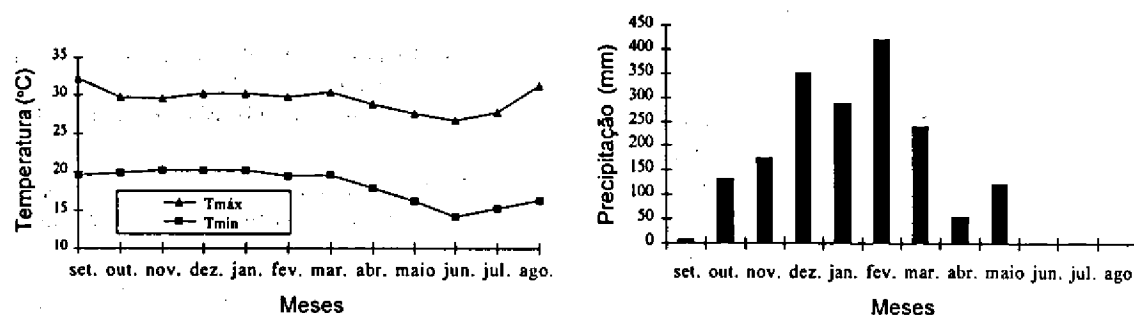 Temperatura (ºC)
35
30
25
20
15
10
Tmáx
Tmin
set. out. nov. dez. jan. fev. mar. abr. maio jun. jul. ago.
Meses
Precipitação (mm)
450
400
350
300
250
200
150
100
50
0
set. out. nov. dez. jan. fev. mar. abr. maio jun. jul. ago.
Meses